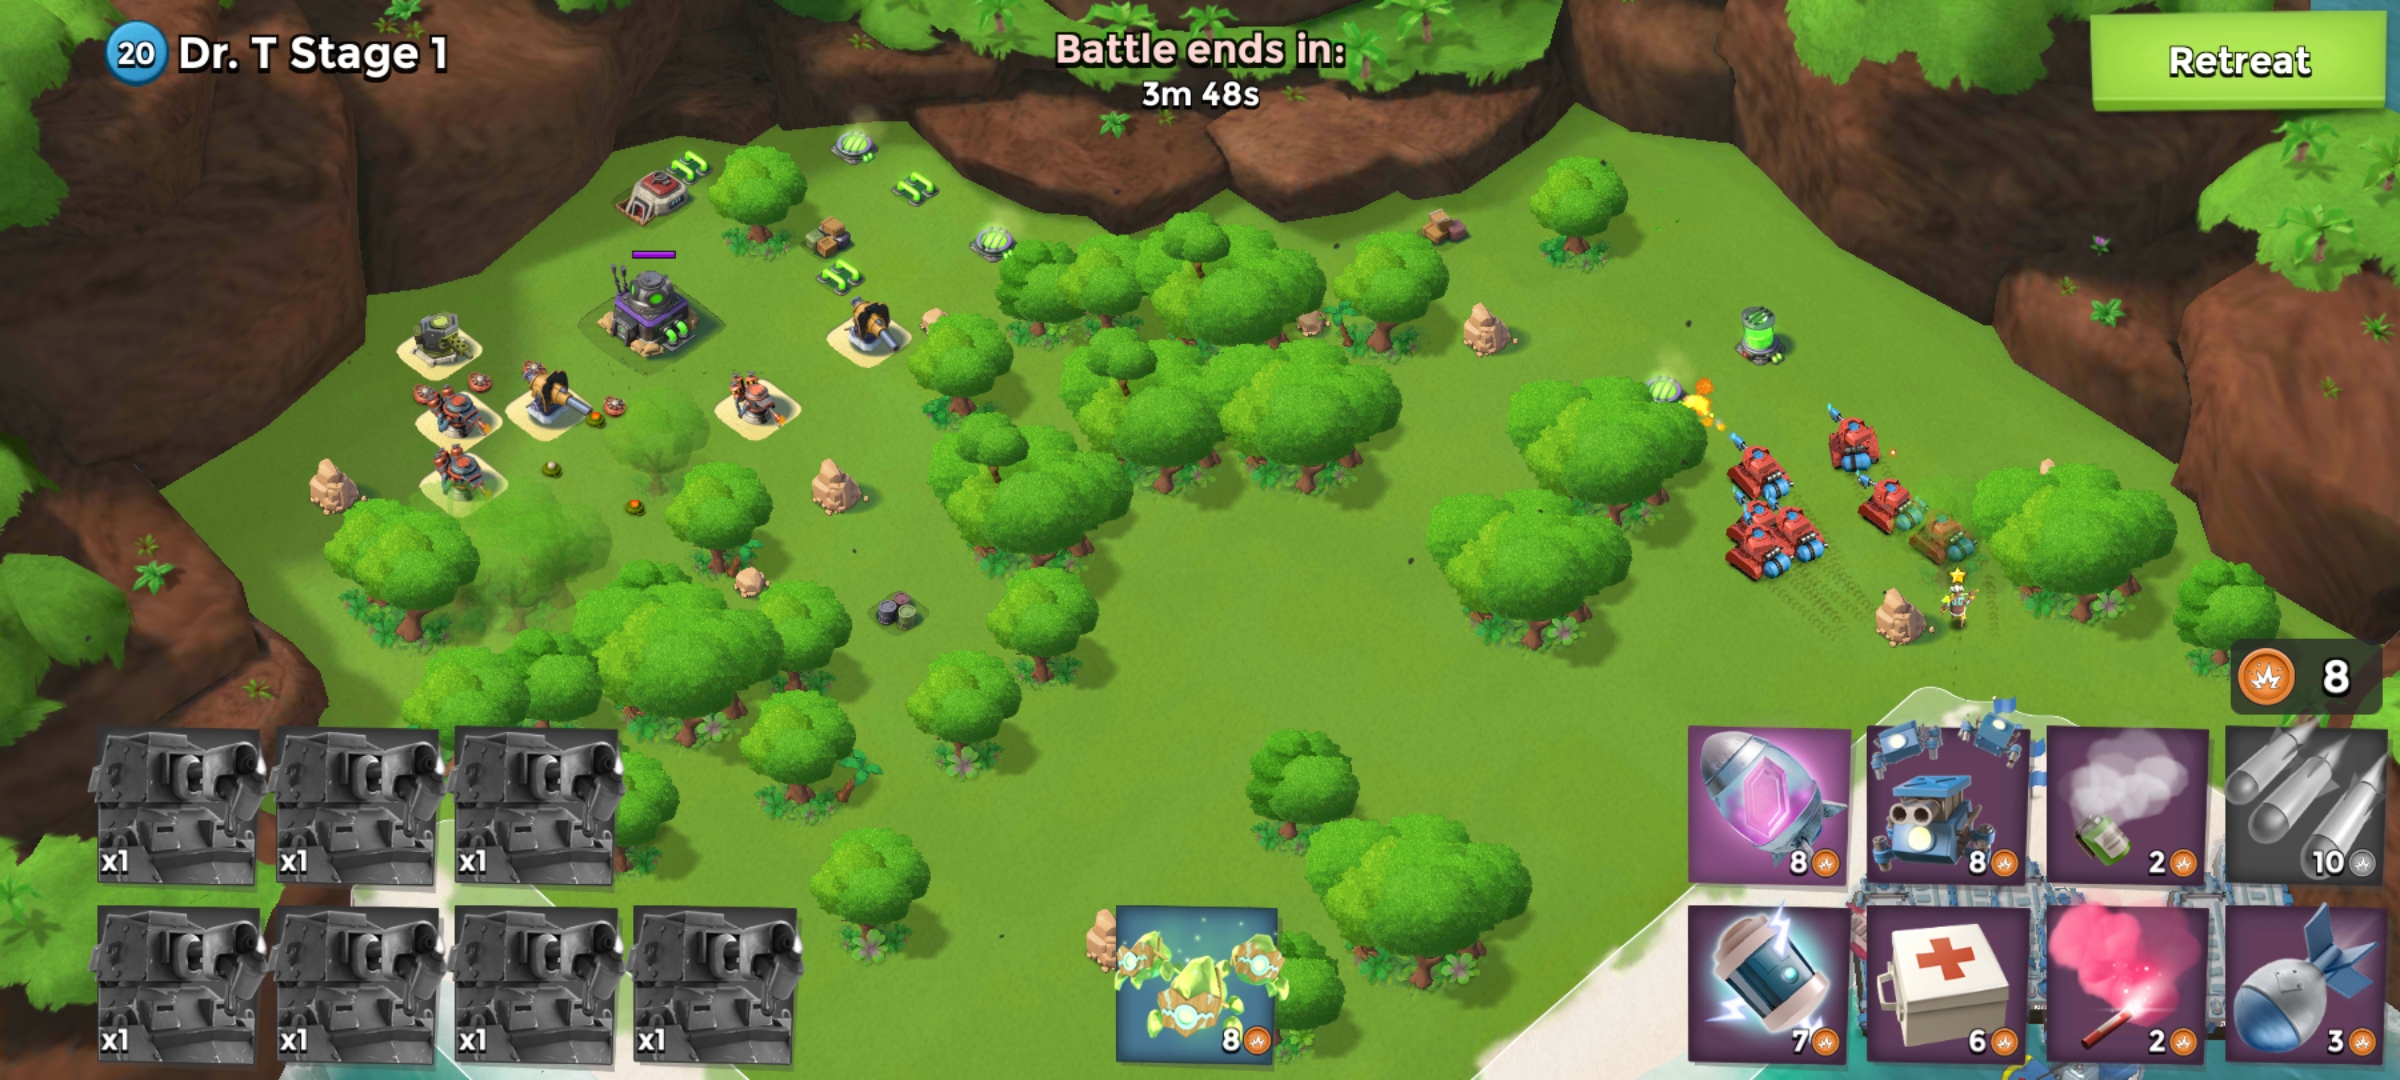 20 Dr. T Stage 1
Battle ends in:
3m 48s
Retreat
8
x1
x1
x1
8
8
2
10
x1
x1
x1
x1
8
7
6
2
3